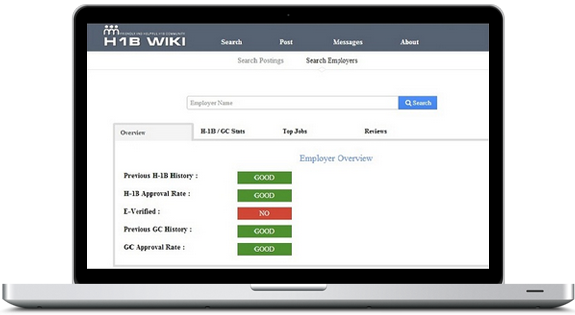 H1B WIKI
Search Post Messages About
Search Postings Search Employers
Employer Name Search
Overview H-1B / GC Stats Top Jobs Reviews
Employer Overview
Previous H-1B History : GOOD
H-1B Approval Rate : GOOD
E-Verified : NO
Previous GC History : GOOD
GC Approval Rate : GOOD